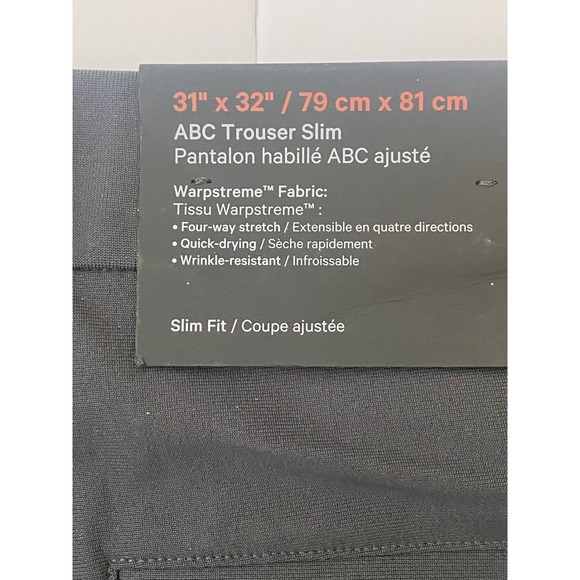 31" x 32" / 79 cm x 81 cm
ABC Trouser Slim
Pantalon habillé ABC ajusté
Warpstreme™ Fabric:
Tissu Warpstreme™ :
• Four-way stretch / Extensible en quatre directions
• Quick-drying / Sèche rapidement
• Wrinkle-resistant / Infroissable
Slim Fit / Coupe ajustée